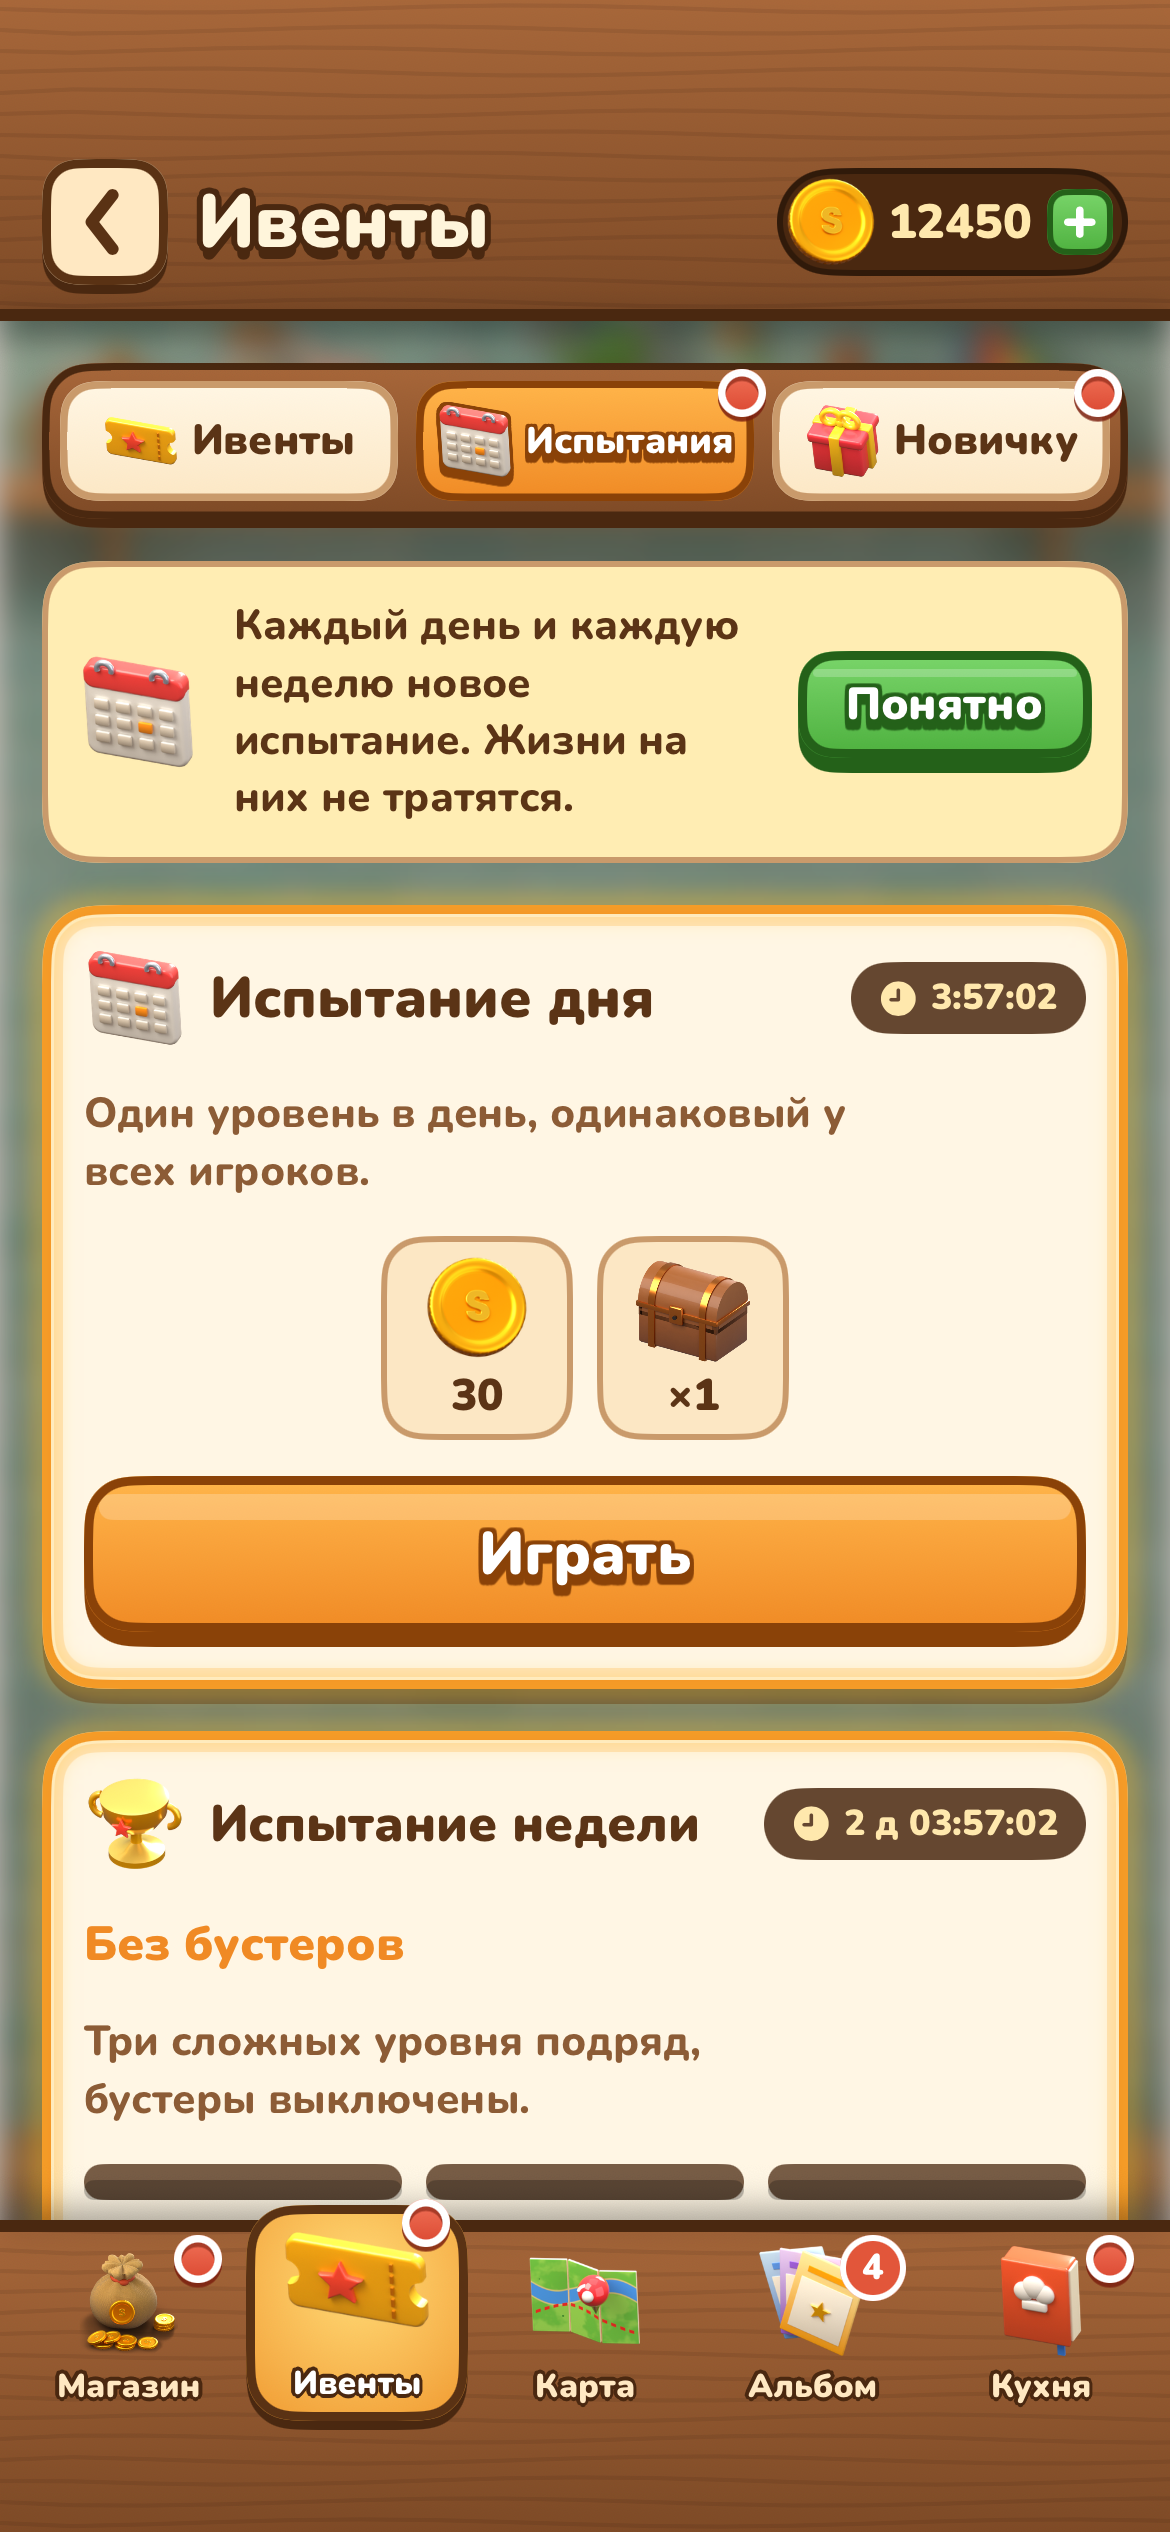 Ивенты
12450
Ивенты
Испытания
Новичку
Каждый день и каждую
неделю новое
испытание. Жизни на
них не тратятся.
Понятно
Испытание дня
3:57:02
Один уровень в день, одинаковый у
всех игроков.
30
×1
Играть
Испытание недели
2 д 03:57:02
Без бустеров
Три сложных уровня подряд,
бустеры выключены.
4
Магазин
Ивенты
Карта
Альбом
Кухня